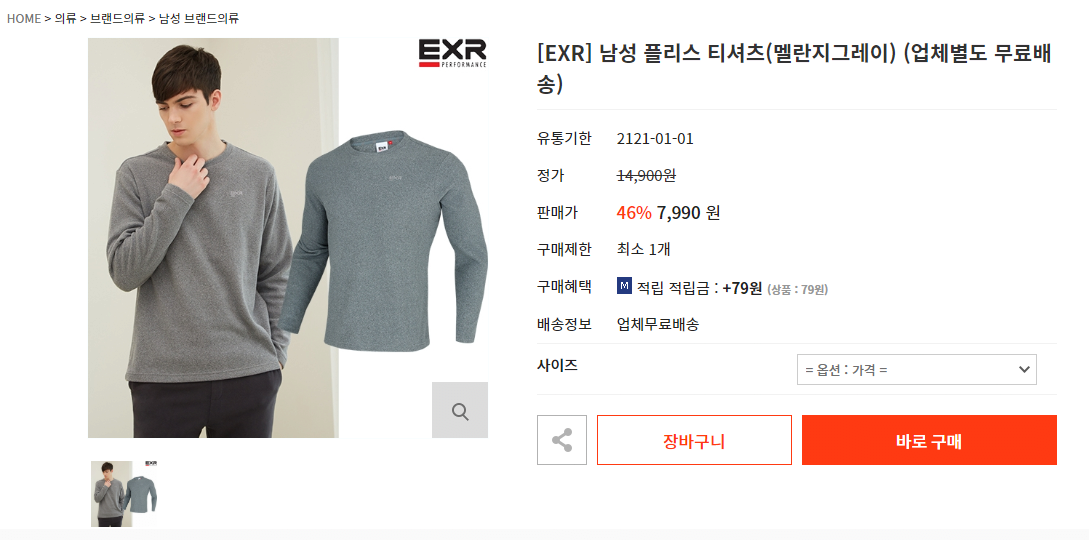 HOME > 의류 > 브랜드의류 > 남성 브랜드의류
EXR
PERFORMANCE
[EXR] 남성 플리스 티셔츠(멜란지그레이) (업체별도 무료배
송)
유통기한 2121-01-01
정가 14,900원
판매가 46% 7,990 원
구매제한 최소 1개
구매혜택 M 적립 적립금 : +79원 (상품 : 79원)
배송정보 업체무료배송
사이즈 = 옵션 : 가격 =
장바구니 바로 구매
EXR
EXR
EXR